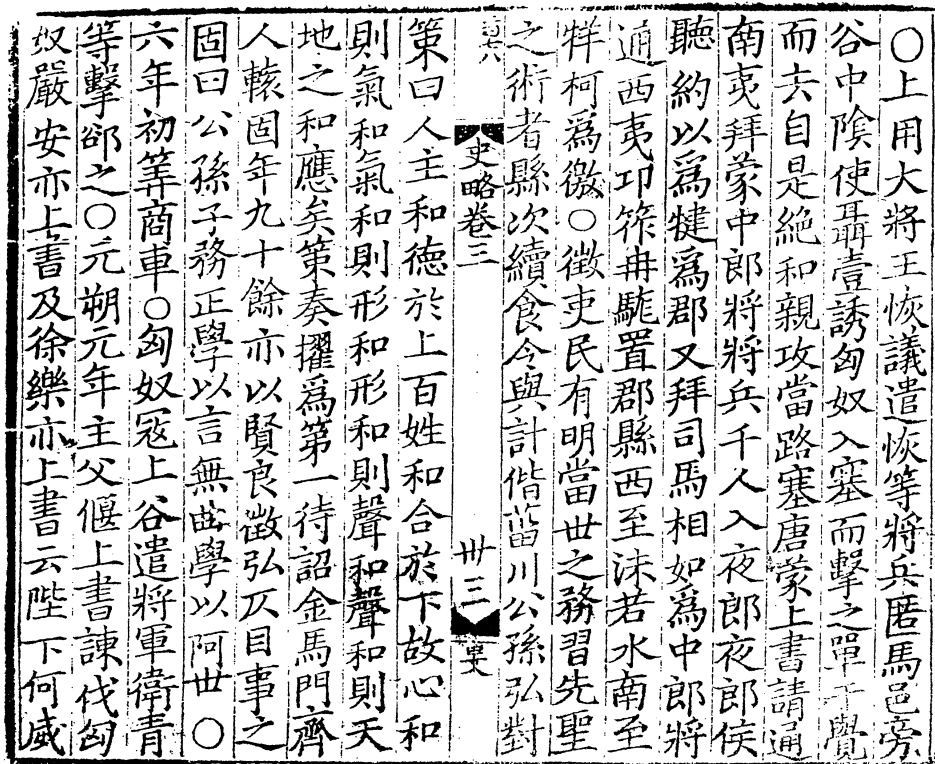 ○上用大將王恢議遣恢等將兵匿馬邑旁
谷中陰使聶壹誘匈奴入塞而擊之單于覺
而去自是絶和親攻當路塞唐蒙上書請通
南夷拜蒙中郎將將兵千人入夜郎夜郎侯
聽約以爲犍爲郡又拜司馬相如爲中郎將
通西夷邛筰冉駹置郡縣西至沬若水南至
牂柯爲徼○徵吏民有明當世之務習先聖
之術者縣次續食令與計偕菑川公孫弘對
史略卷三
卅三
策曰人主和德於上百姓和合於下故心和
則氣和氣和則形和形和則聲和聲和則天
地之和應矣策奏擢爲第一待詔金馬門齊
人轅固年九十餘亦以賢良徵弘仄目事之
固曰公孫子務正學以言無曲學以阿世○
六年初筭商車○匈奴寇上谷遣將軍衛青
等擊郤之○元朔元年主父偃上書諫伐匈
奴嚴安亦上書及徐樂亦上書云陛下何威